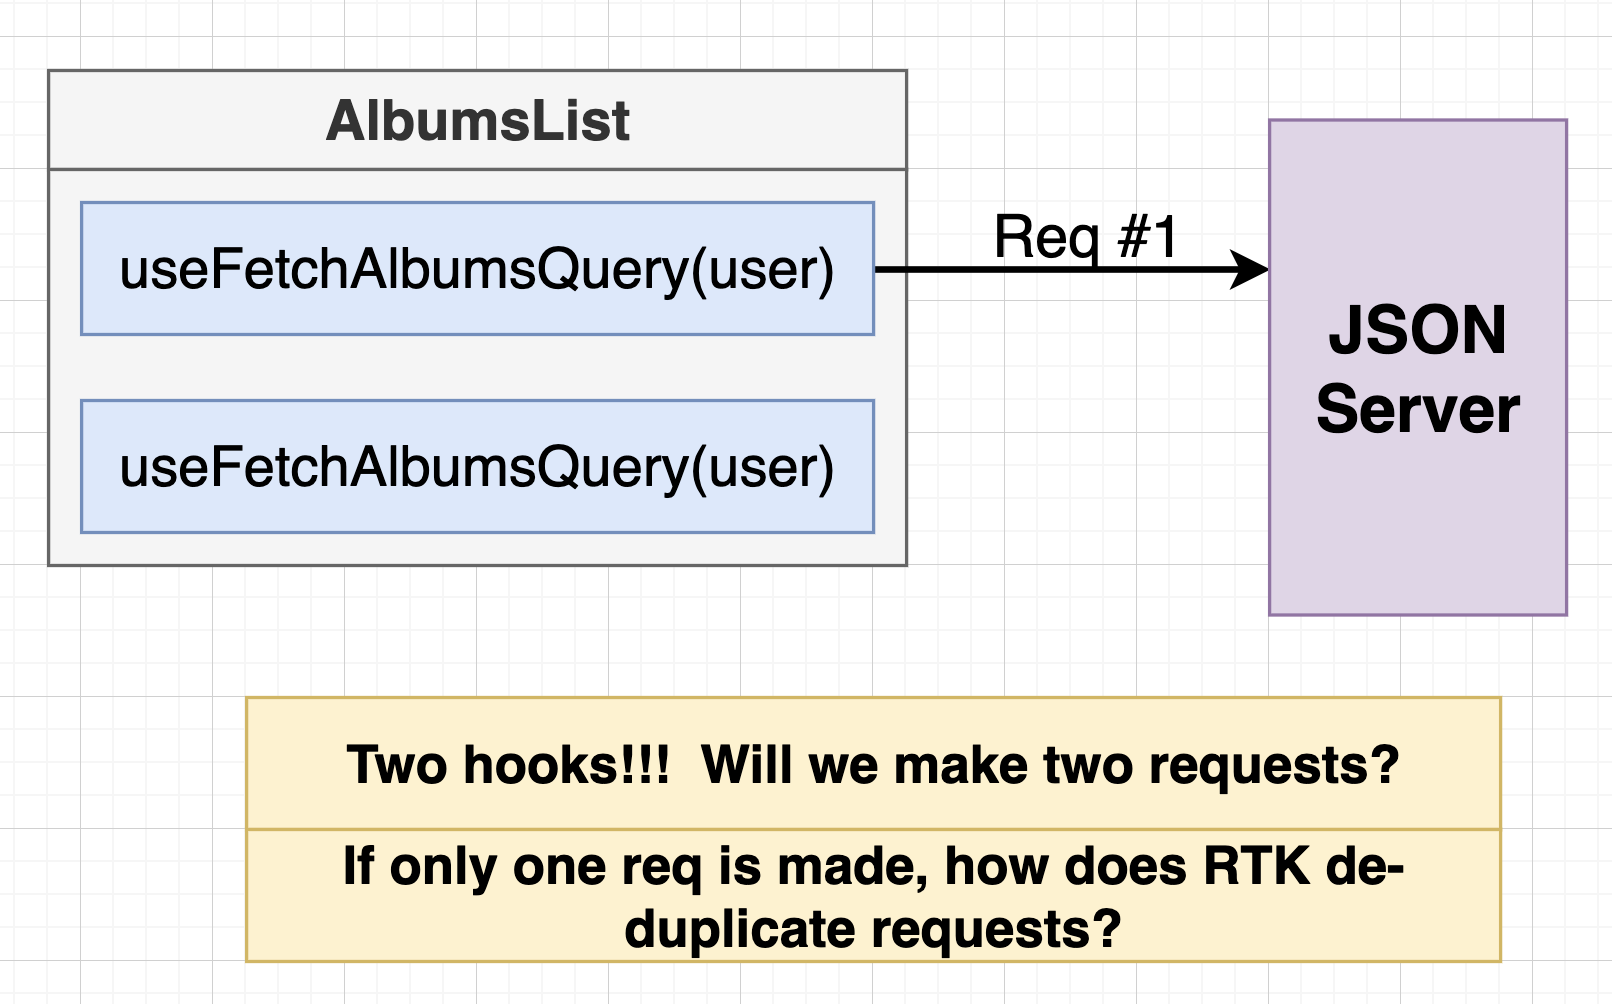 AlbumsList
useFetchAlbumsQuery(user)
Req #1
useFetchAlbumsQuery(user)
JSON
Server
Two hooks!!!  Will we make two requests?
If only one req is made, how does RTK de-
duplicate requests?